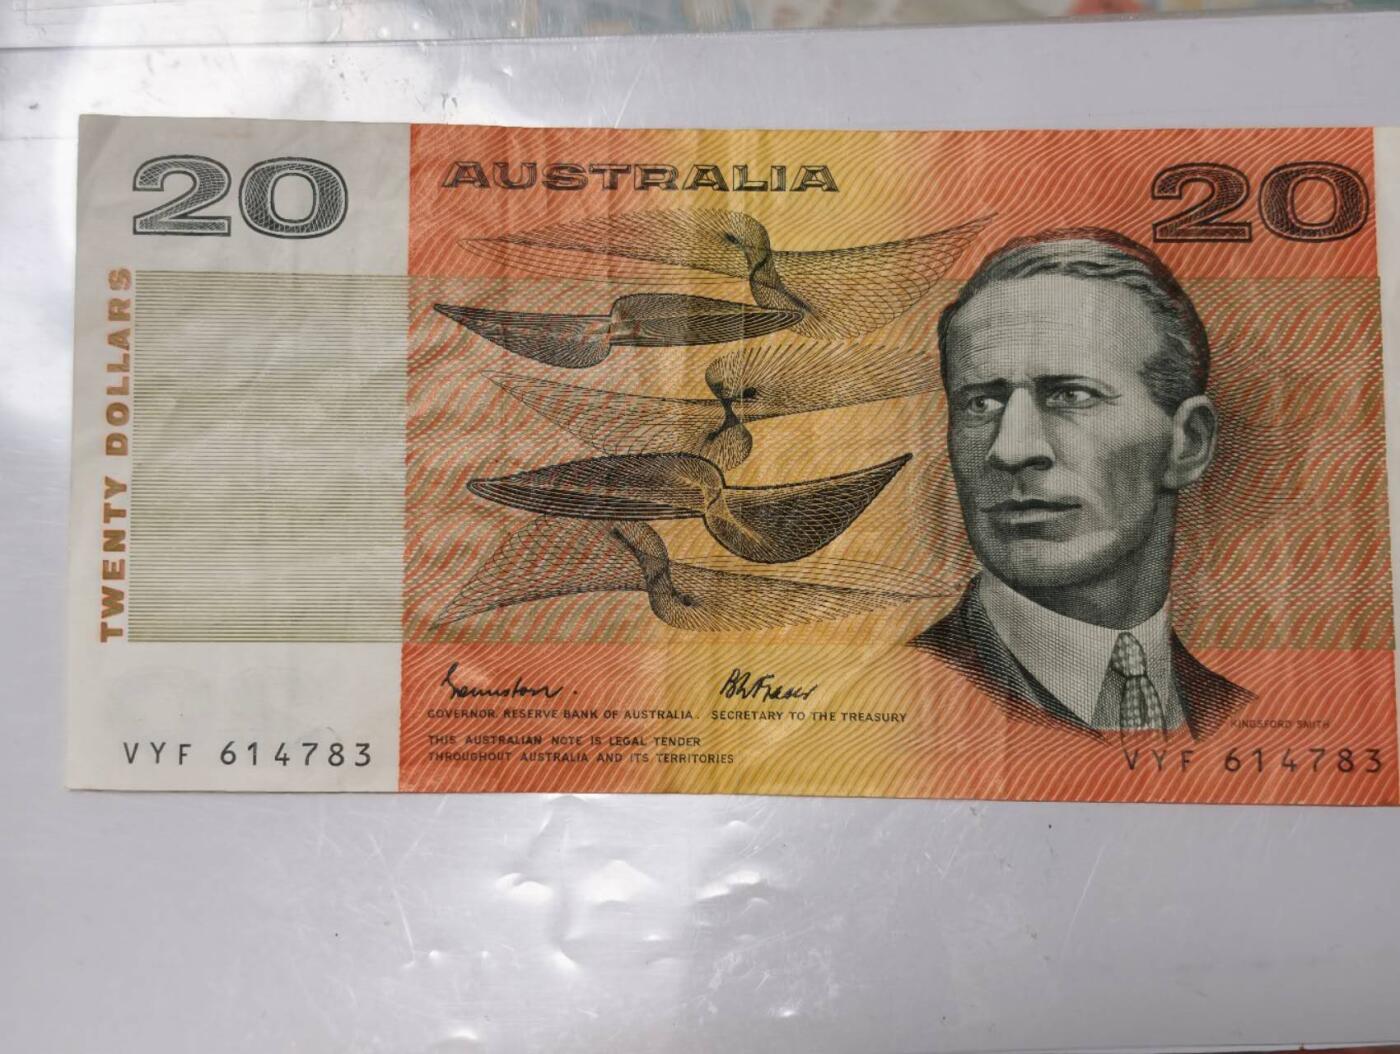 20
AUSTRALIA
20
TWENTY DOLLARS
B W Fraser
GOVERNOR, RESERVE BANK OF AUSTRALIA. SECRETARY TO THE TREASURY
KINGSFORD SMITH
THIS AUSTRALIAN NOTE IS LEGAL TENDER
THROUGHOUT AUSTRALIA AND ITS TERRITORIES
VYF 614783
VYF 614783